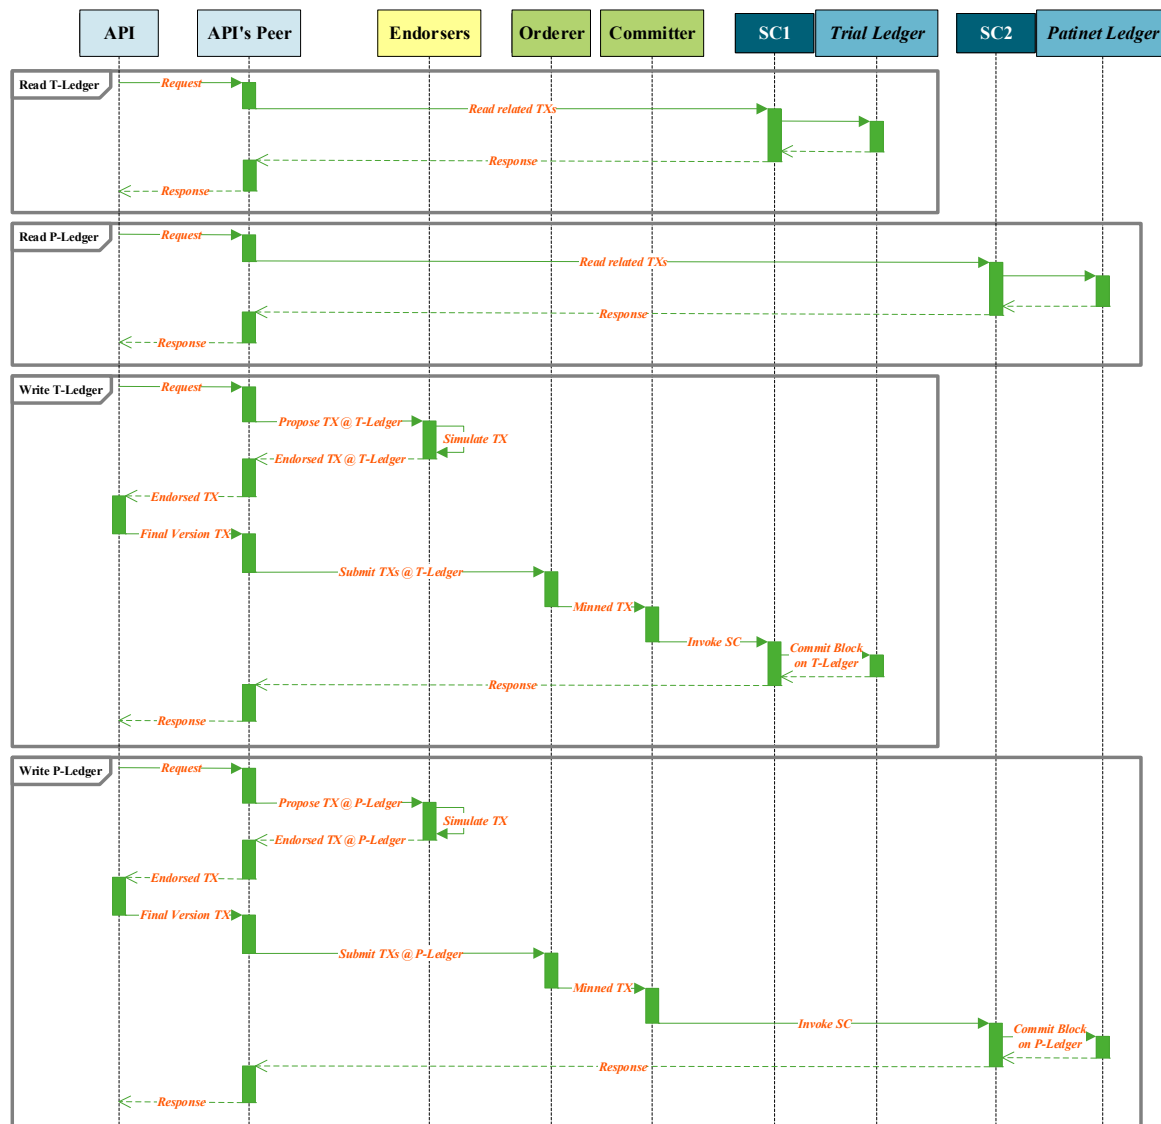 API
API's Peer
Endorsers
Orderer
Committer
SC1
Trial Ledger
SC2
Patinet Ledger
Read T-Ledger
Request
Read related TXs
Response
Response
Read P-Ledger
Request
Read related TXs
Response
Response
Write T-Ledger
Request
Propose TX @ T-Ledger
Simulate TX
Endorsed TX @ T-Ledger
Endorsed TX
Final Version TX
Submit TXs @ T-Ledger
Minned TX
Invoke SC
Commit Block
on T-Ledger
Response
Response
Write P-Ledger
Request
Propose TX @ P-Ledger
Simulate TX
Endorsed TX @ P-Ledger
Endorsed TX
Final Version TX
Submit TXs @ P-Ledger
Minned TX
Invoke SC
Commit Block
on P-Ledger
Response
Response